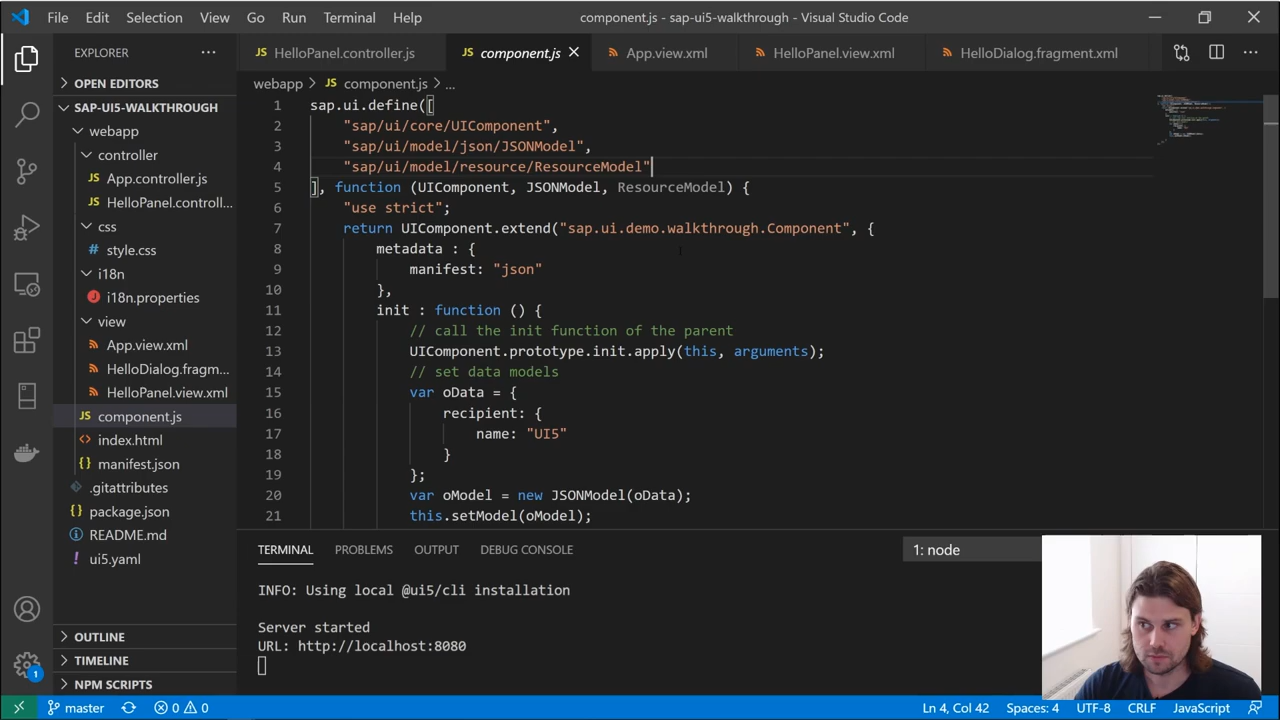 File Edit Selection View Go Run Terminal Help component.js - sap-ui5-walkthrough - Visual Studio Code
EXPLORER
HelloPanel.controller.js component.js App.view.xml HelloPanel.view.xml HelloDialog.fragment.xml
OPEN EDITORS
SAP-UI5-WALKTHROUGH
webapp
controller
App.controller.js
HelloPanel.controll...
css
style.css
i18n
i18n.properties
view
App.view.xml
HelloDialog.fragm...
HelloPanel.view.xml
component.js
index.html
manifest.json
.gitattributes
package.json
README.md
ui5.yaml
OUTLINE
TIMELINE
NPM SCRIPTS
webapp > component.js > ...
1 sap.ui.define([
2 "sap/ui/core/UIComponent",
3 "sap/ui/model/json/JSONModel",
4 "sap/ui/model/resource/ResourceModel"
5 ], function (UIComponent, JSONModel, ResourceModel) {
6 "use strict";
7 return UIComponent.extend("sap.ui.demo.walkthrough.Component", {
8 metadata : {
9 manifest: "json"
10 },
11 init : function () {
12 // call the init function of the parent
13 UIComponent.prototype.init.apply(this, arguments);
14 // set data models
15 var oData = {
16 recipient: {
17 name: "UI5"
18 }
19 };
20 var oModel = new JSONModel(oData);
21 this.setModel(oModel);
TERMINAL PROBLEMS OUTPUT DEBUG CONSOLE 1: node
INFO: Using local @ui5/cli installation
Server started
URL: http://localhost:8080
1
master 0 0 Ln 4, Col 42 Spaces: 4 UTF-8 CRLF JavaScript